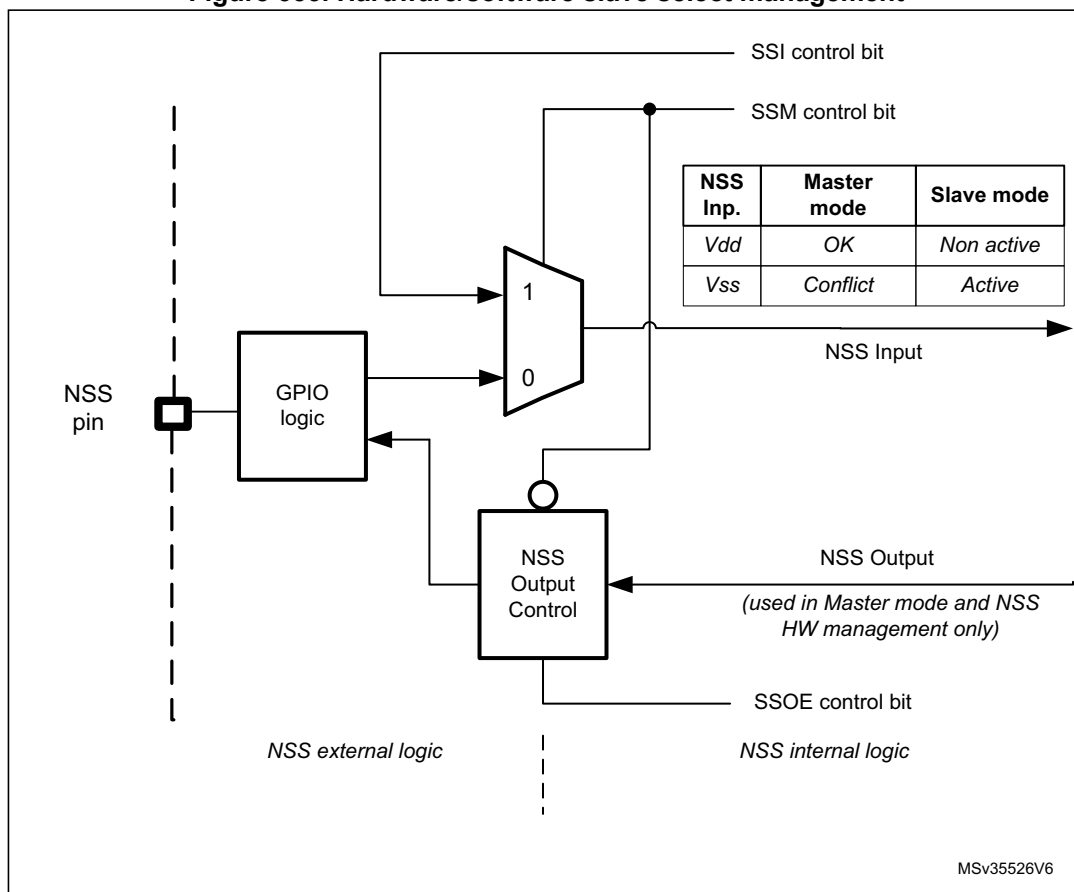 SSI control bit
SSM control bit
NSS Inp. Master mode Slave mode
Vdd OK Non active
Vss Conflict Active
1
NSS Input
0
GPIO
logic
NSS
pin
NSS
Output
Control
NSS Output
(used in Master mode and NSS
HW management only)
SSOE control bit
NSS external logic
NSS internal logic
MSv35526V6